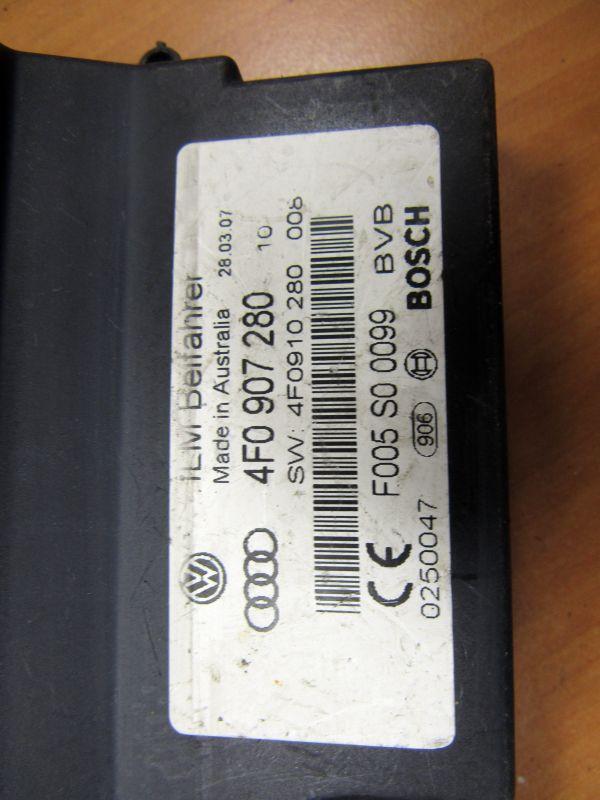 ILM Beifahrer
Made in Australia 28.03.07
4F0 907 280 10
SW: 4F0910 280 008
F005 S0 0099 BVB
0250047 906 BOSCH